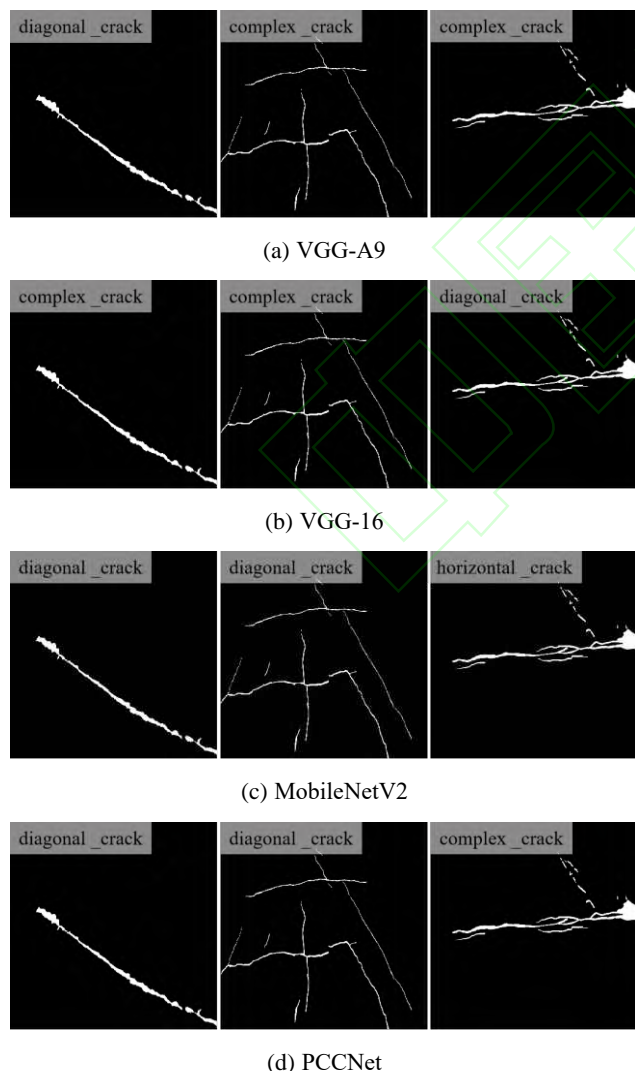 diagonal _crack complex _crack complex _crack
(a) VGG-A9
complex _crack complex _crack diagonal _crack
(b) VGG-16
diagonal _crack diagonal _crack horizontal _crack
(c) MobileNetV2
diagonal _crack diagonal _crack complex _crack
(d) PCCNet